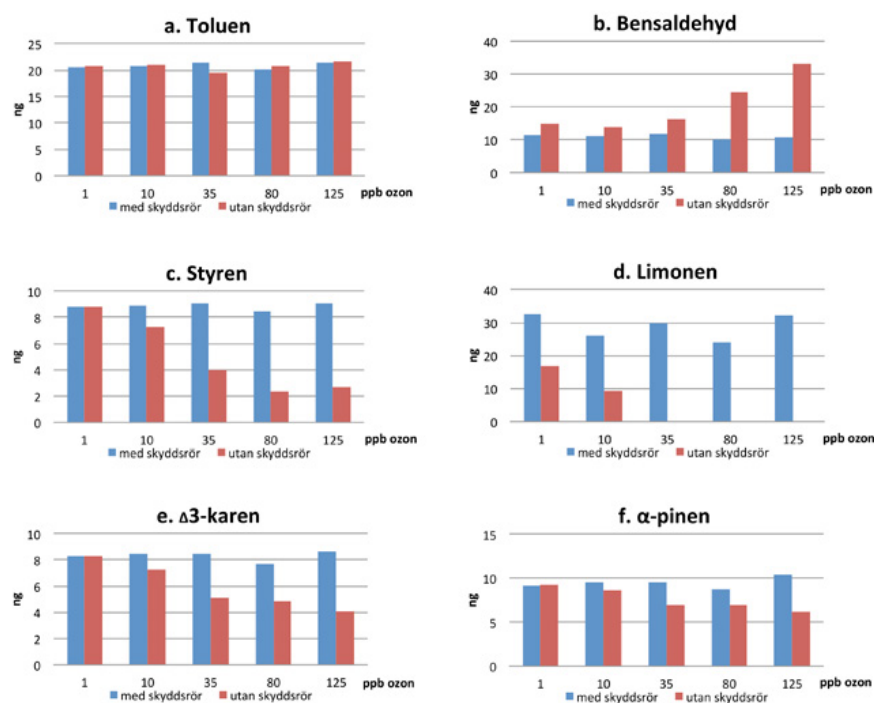 a. Toluen
25
20
15
10
5
0
ng
1 10 35 80 125 ppb ozon
med skyddsrör utan skyddsrör
b. Bensaldehyd
40
30
20
10
0
ng
1 10 35 80 125 ppb ozon
med skyddsrör utan skyddsrör
c. Styren
10
8
6
4
2
0
ng
1 10 35 80 125 ppb ozon
med skyddsrör utan skyddsrör
d. Limonen
40
30
20
10
0
ng
1 10 35 80 125 ppb ozon
med skyddsrör utan skyddsrör
e. Δ3-karen
10
8
6
4
2
0
ng
1 10 35 80 125 ppb ozon
med skyddsrör utan skyddsrör
f. α-pinen
15
10
5
0
ng
1 10 35 80 125 ppb ozon
med skyddsrör utan skyddsrör